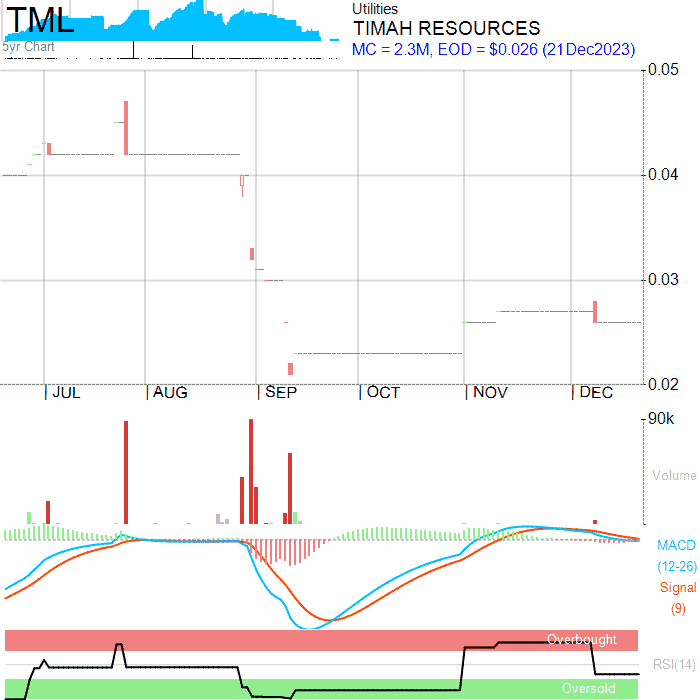 TML
5yr Chart
Utilities
TIMAH RESOURCES
MC = 2.3M, EOD = $0.026 (21Dec2023)
0.05
0.04
0.03
0.02
JUL AUG SEP OCT NOV DEC
90k
Volume
MACD
(12-26)
Signal
(9)
Overbought
RSI(14)
Oversold